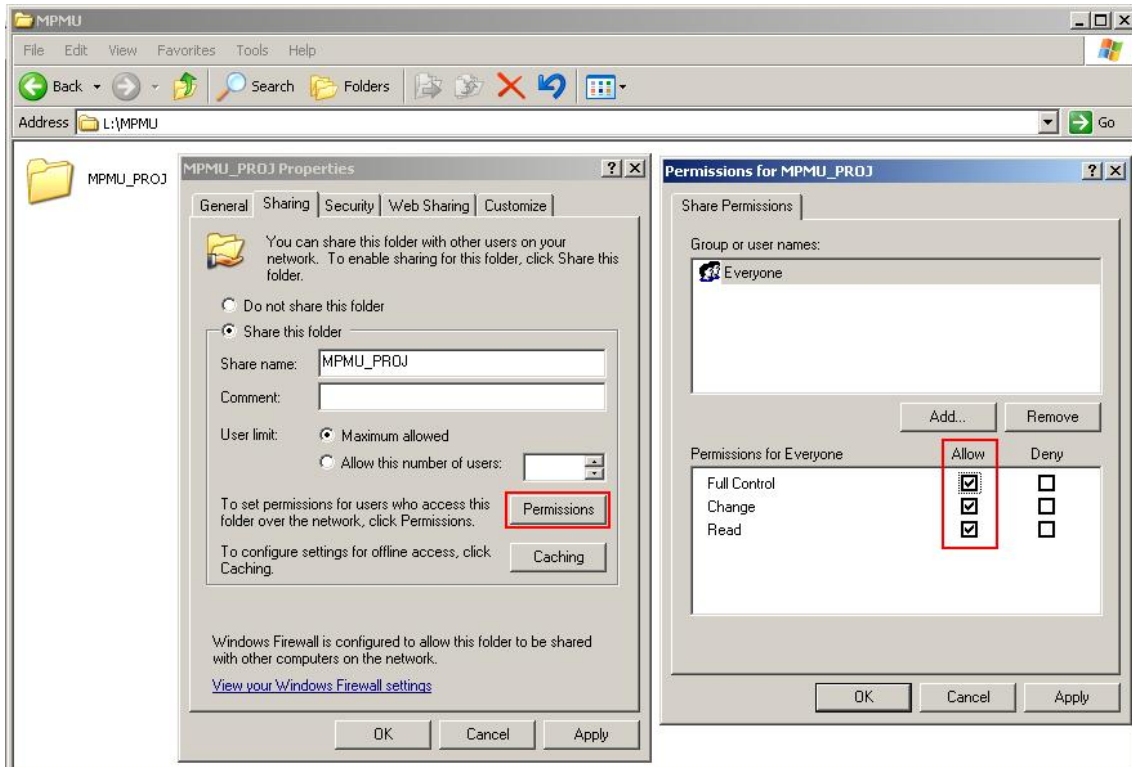 MPMU
File Edit View Favorites Tools Help
Back Search Folders
Address L:\MPMU Go
MPMU_PROJ
MPMU_PROJ Properties
General Sharing Security Web Sharing Customize
You can share this folder with other users on your
network. To enable sharing for this folder, click Share this
folder.
Do not share this folder
Share this folder
Share name: MPMU_PROJ
Comment:
User limit: Maximum allowed
Allow this number of users:
To set permissions for users who access this
folder over the network, click Permissions.
Permissions
To configure settings for offline access, click
Caching.
Caching
Windows Firewall is configured to allow this folder to be shared
with other computers on the network.
View your Windows Firewall settings
OK Cancel Apply
Permissions for MPMU_PROJ
Share Permissions
Group or user names:
Everyone
Add... Remove
Permissions for Everyone Allow Deny
Full Control
Change
Read
OK Cancel Apply